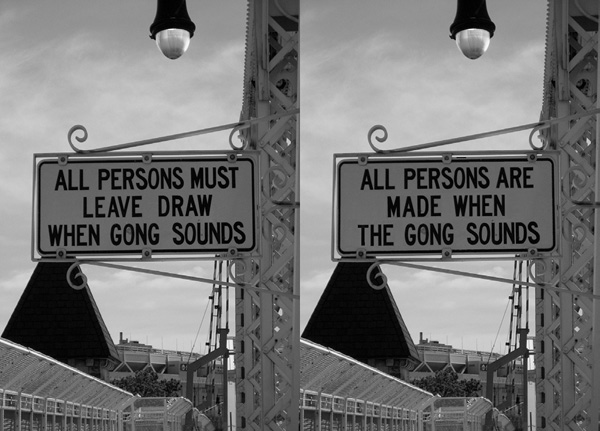 ALL PERSONS MUST
LEAVE DRAW
WHEN GONG SOUNDS
ALL PERSONS ARE
MADE WHEN
THE GONG SOUNDS